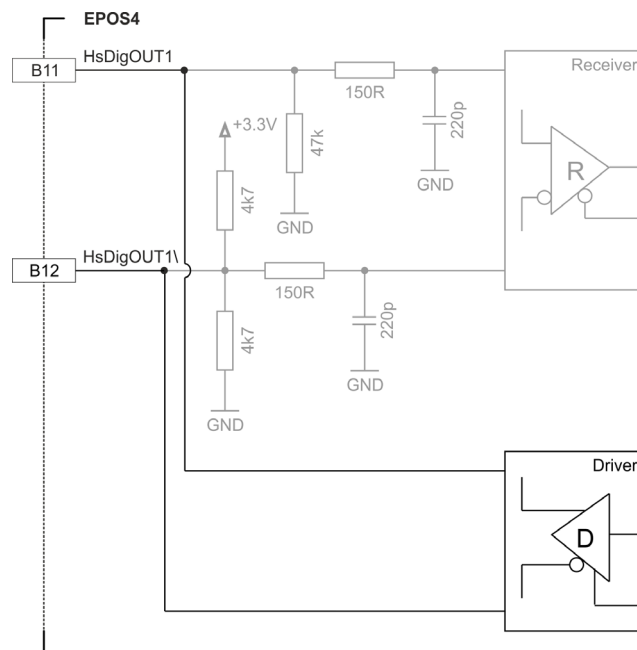 EPOS4
HsDigOUT1
B11
Receiver
150R
+3.3V
47k
220p
R
4k7
GND
GND
HsDigOUT1\
B12
150R
4k7
220p
GND
GND
Driver
D